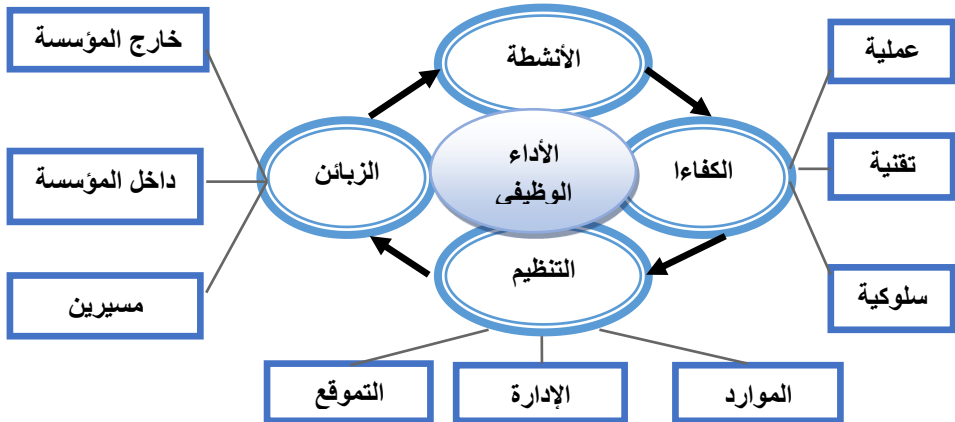 خارج المؤسسة
الأنشطة
عملية
الأداء
الوظيفي
الكفاءا
الزبائن
تقنية
داخل المؤسسة
التنظيم
سلوكية
مسيرين
الموارد
الإدارة
التموقع